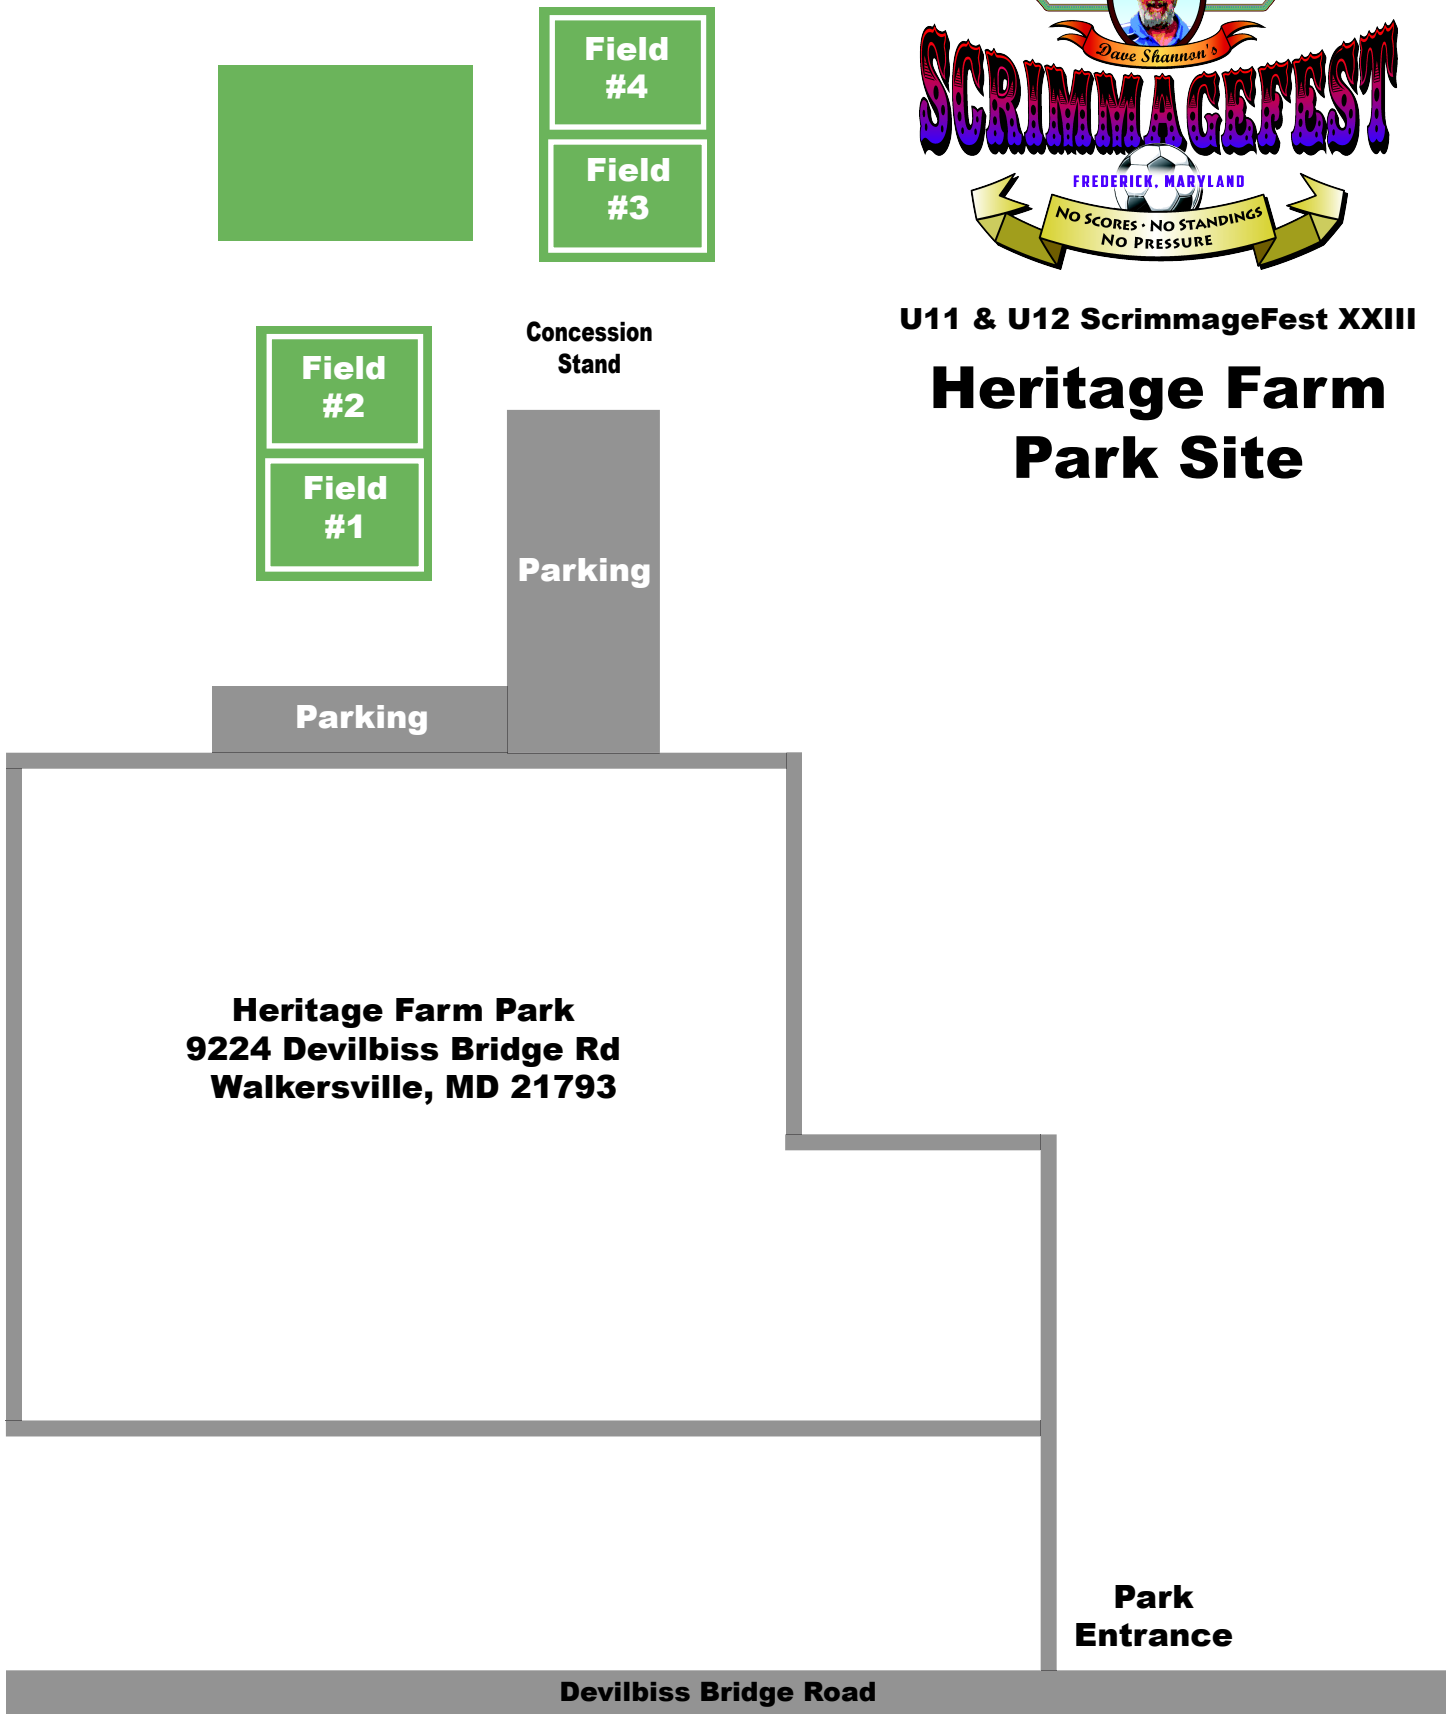 Dave Shannon's
SCRIMMAGEFEST
FREDERICK, MARYLAND
NO SCORES · NO STANDINGS
NO PRESSURE
U11 & U12 ScrimmageFest XXIII
Heritage Farm
Park Site
Field
#4
Field
#3
Concession
Stand
Field
#2
Field
#1
Parking
Parking
Heritage Farm Park
9224 Devilbiss Bridge Rd
Walkersville, MD 21793
Park
Entrance
Devilbiss Bridge Road